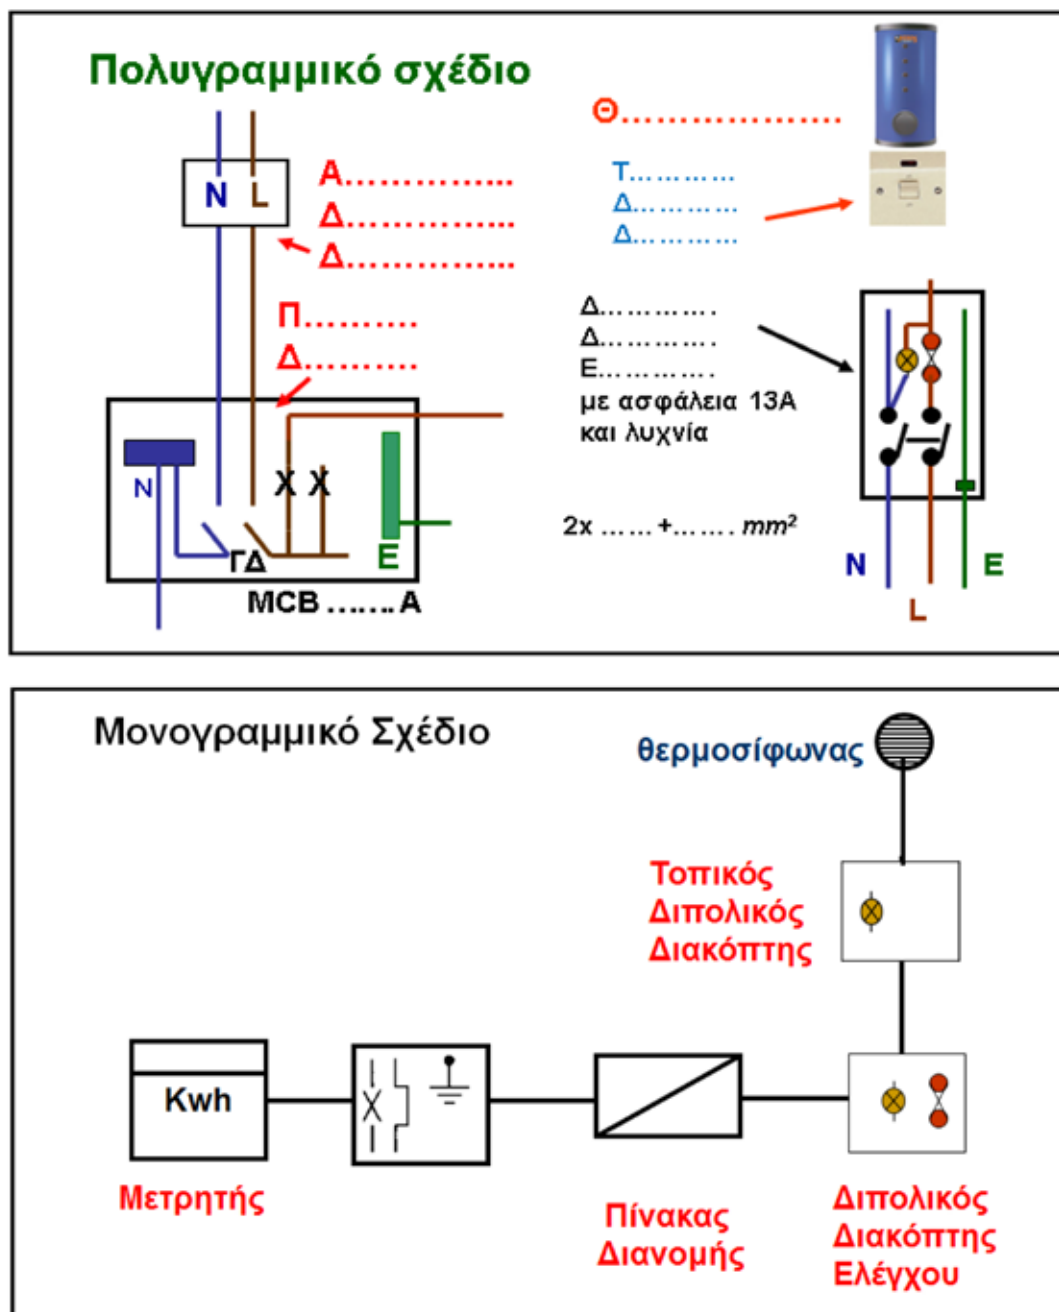 Πολυγραμμικό σχέδιο
N L
Α................
Δ................
Δ................
Π..........
Δ..........
N
X X
ΓΔ
E
MCB ....... A
Θ....................
Τ...........
Δ...........
Δ...........
Δ.............
Δ.............
Ε.............
με ασφάλεια 13A
και λυχνία
2x ...... +....... mm²
N
L
E
Μονογραμμικό Σχέδιο
θερμοσίφωνας
Τοπικός
Διπολικός
Διακόπτης
Kwh
Μετρητής
Πίνακας
Διανομής
Διπολικός
Διακόπτης
Ελέγχου